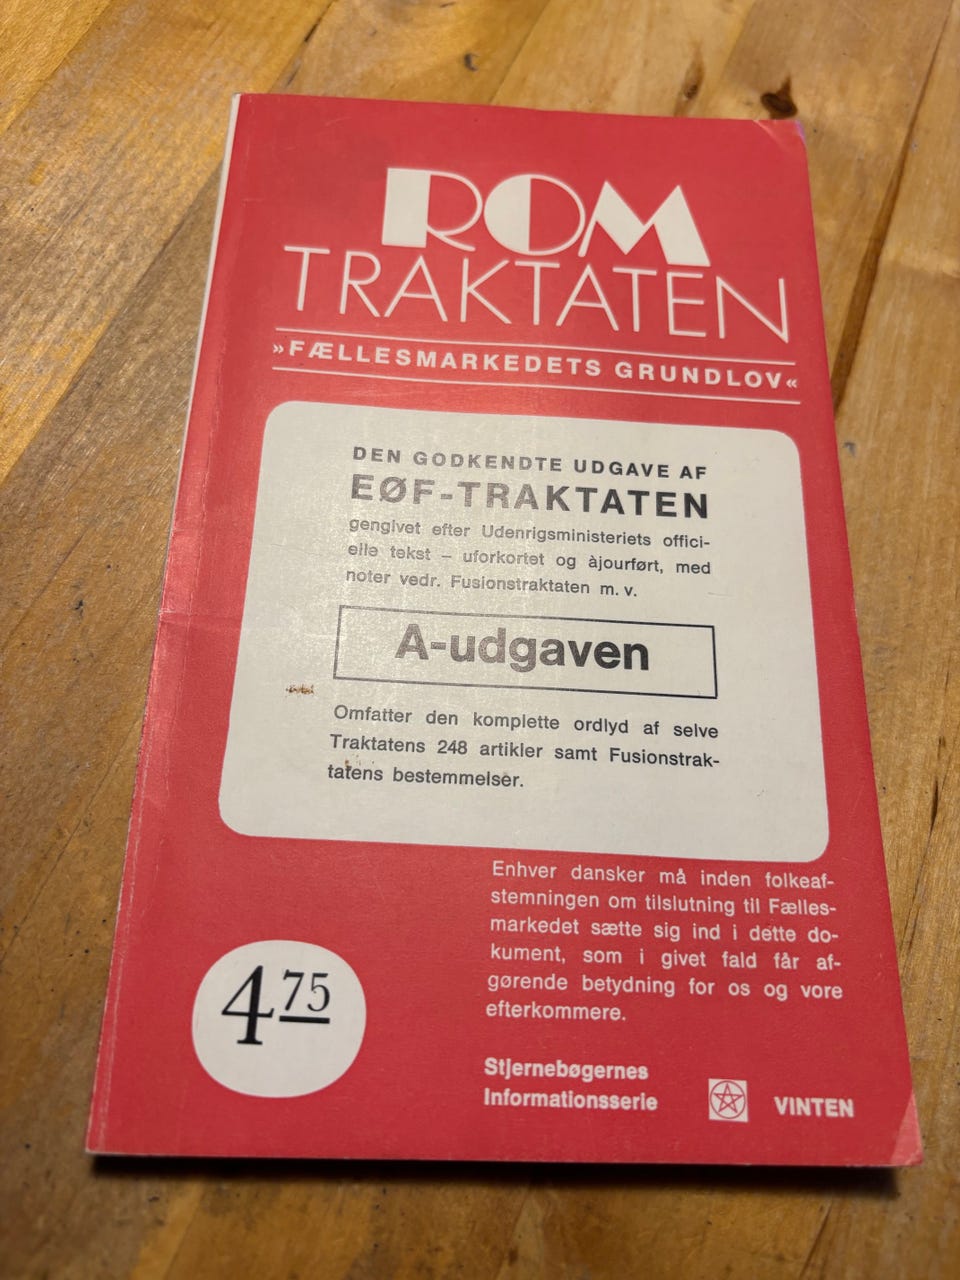 ROM
TRAKTATEN
»FÆLLESMARKEDETS GRUNDLOV«
DEN GODKENDTE UDGAVE AF
EØF-TRAKTATEN
gengivet efter Udenrigsministeriets offici-
elle tekst – uforkortet og àjourført, med
noter vedr. Fusionstraktaten m. v.
A-udgaven
Omfatter den komplette ordlyd af selve
Traktatens 248 artikler samt Fusionstrak-
tatens bestemmelser.
Enhver dansker må inden folkeaf-
stemningen om tilslutning til Fælles-
markedet sætte sig ind i dette do-
kument, som i givet fald får af-
gørende betydning for os og vore
efterkommere.
4 75
Stjernebøgernes
Informationsserie
VINTEN